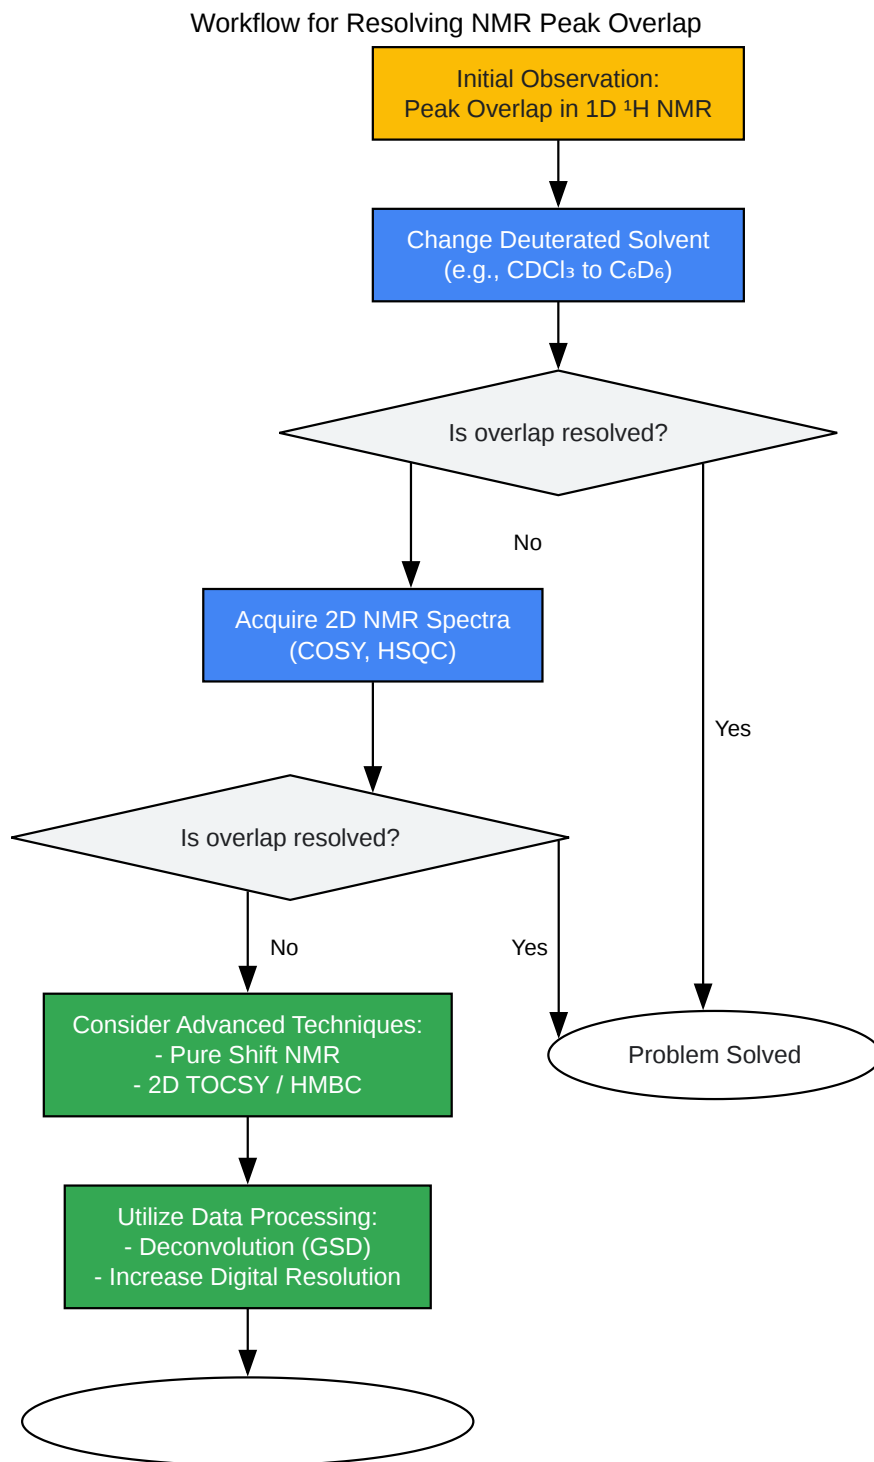 Workflow for Resolving NMR Peak Overlap
Initial Observation:
Peak Overlap in 1D ¹H NMR
Change Deuterated Solvent
(e.g., CDCl₃ to C₆D₆)
Is overlap resolved?
No
Acquire 2D NMR Spectra
(COSY, HSQC)
Yes
Is overlap resolved?
No
Yes
Consider Advanced Techniques:
- Pure Shift NMR
- 2D TOCSY / HMBC
Problem Solved
Utilize Data Processing:
- Deconvolution (GSD)
- Increase Digital Resolution